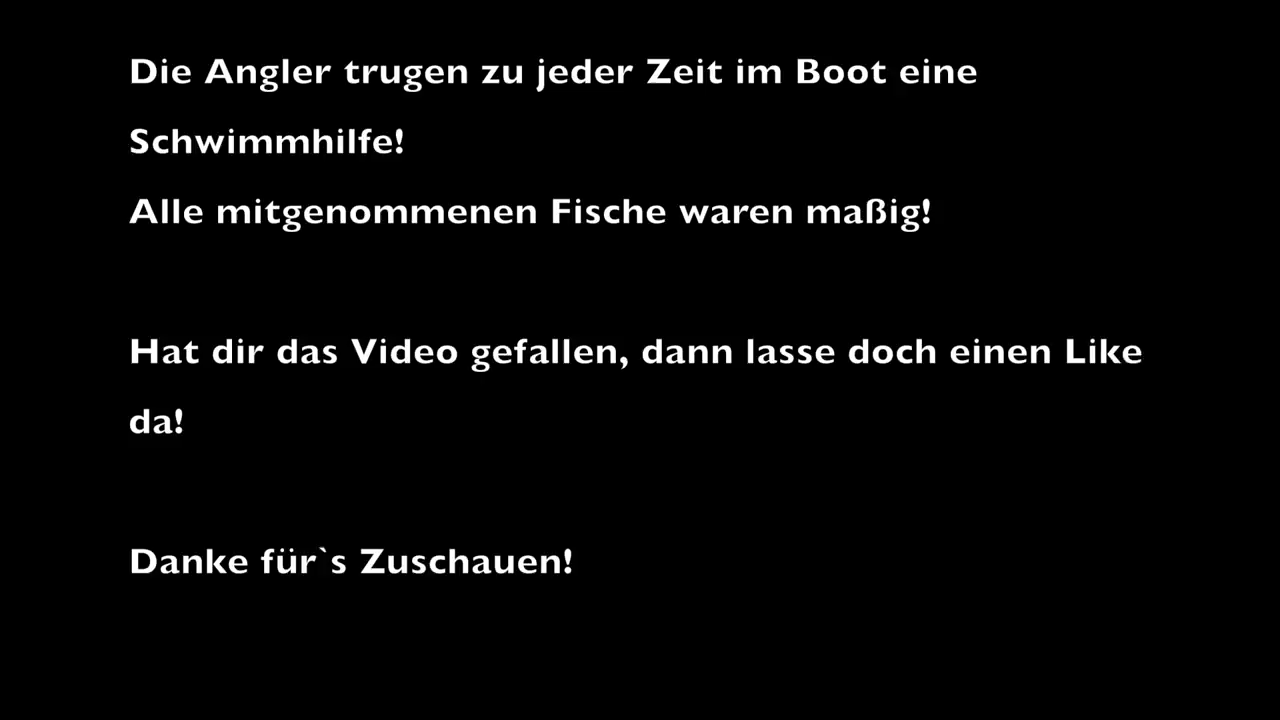 Die Angler trugen zu jeder Zeit im Boot eine
Schwimmhilfe!
Alle mitgenommenen Fische waren maßig!
Hat dir das Video gefallen, dann lasse doch einen Like
da!
Danke für`s Zuschauen!